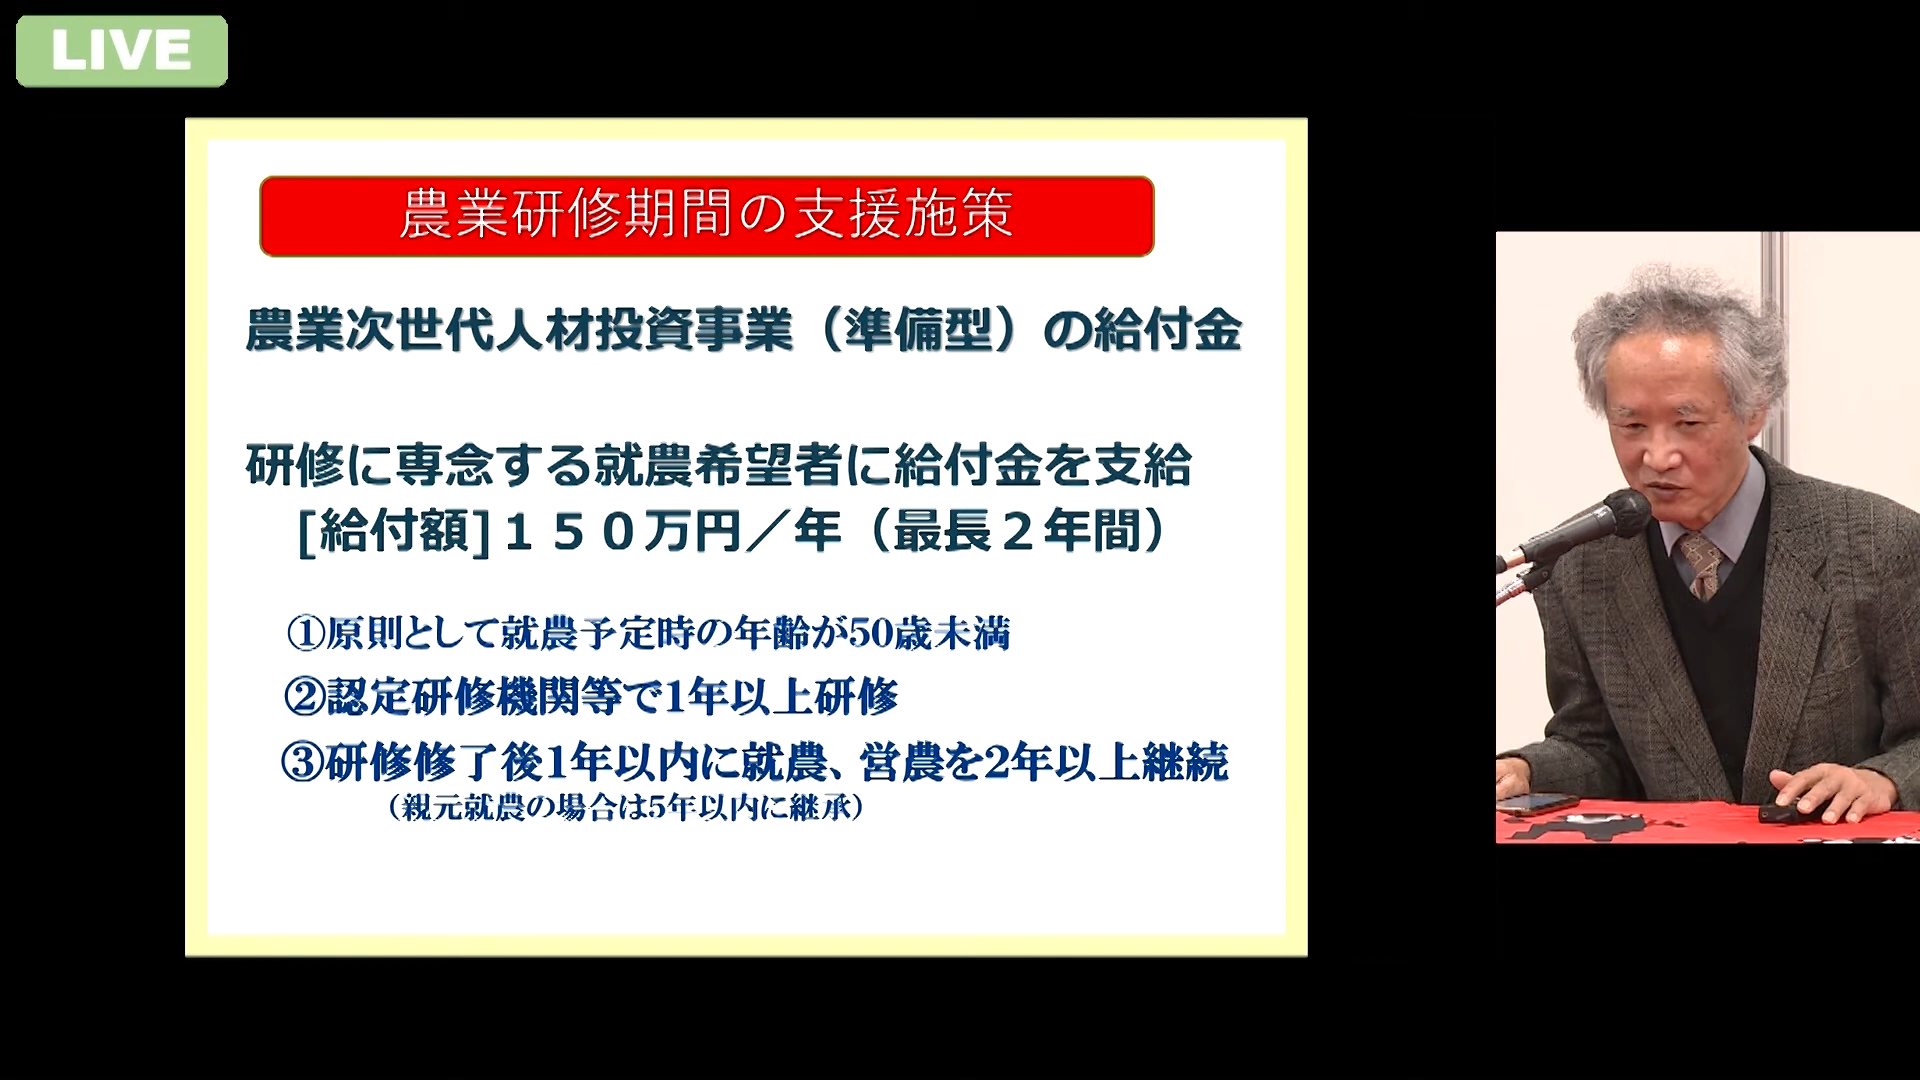 LIVE
農業研修期間の支援施策
農業次世代人材投資事業（準備型）の給付金
研修に専念する就農希望者に給付金を支給
[給付額]１５０万円／年（最長２年間）
①原則として就農予定時の年齢が50歳未満
②認定研修機関等で1年以上研修
③研修修了後1年以内に就農、営農を2年以上継続
（親元就農の場合は5年以内に継承）